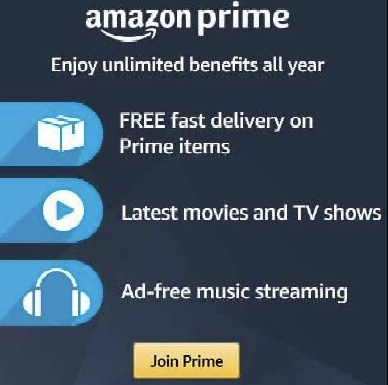 amazon prime
Enjoy unlimited benefits all year
FREE fast delivery on
Prime items
Latest movies and TV shows
Ad-free music streaming
Join Prime